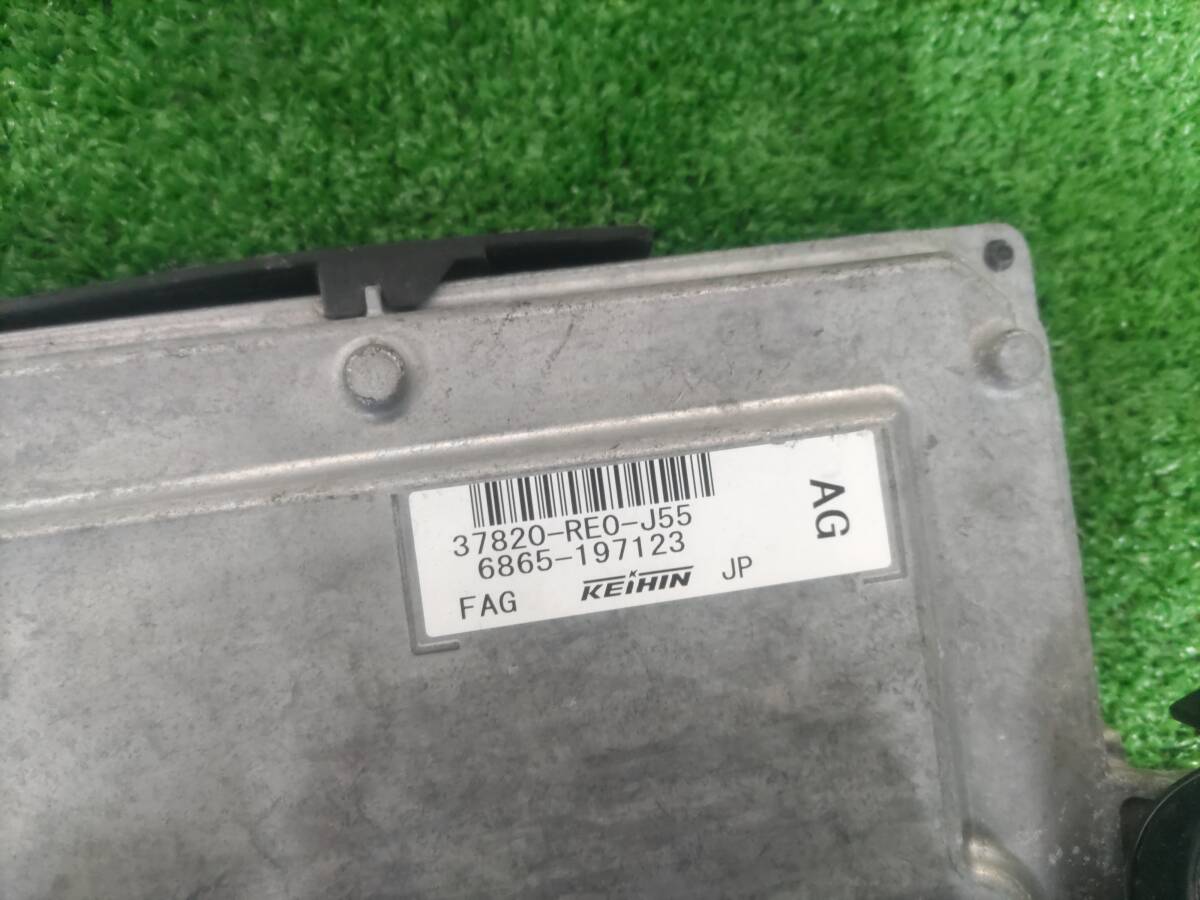 37820-RE0-J55
6865-197123
FAG KEIHIN JP
AG